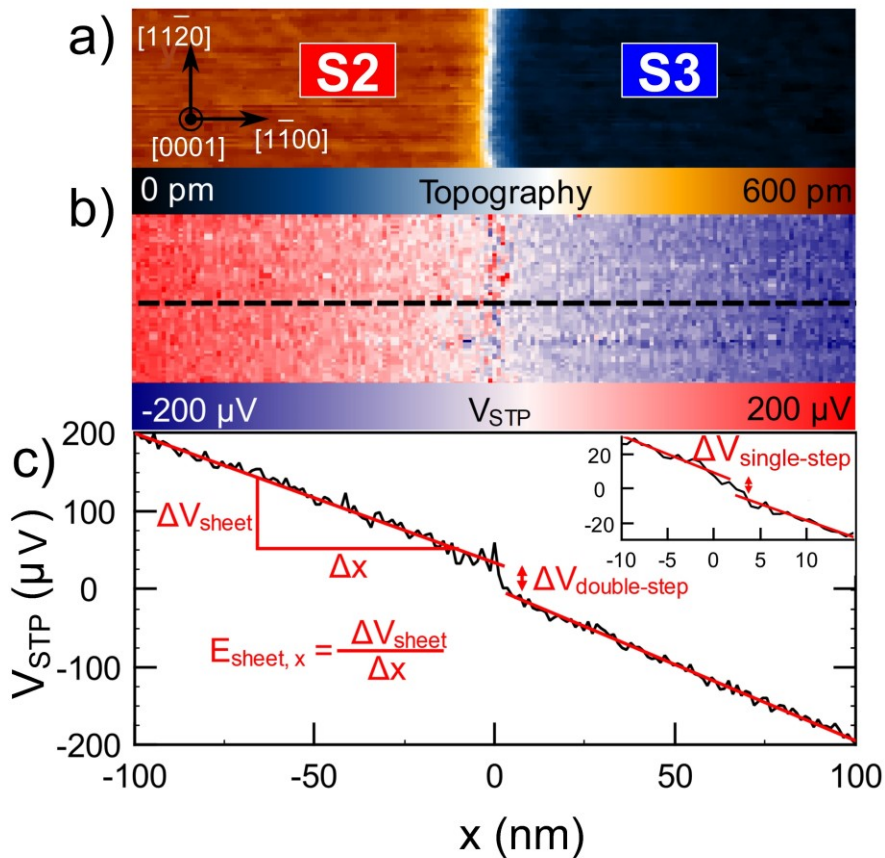 a)
[11̅20]
S2
S3
[0001]
[11̅00]
0 pm
Topography
600 pm
b)
-200 µV
V_STP
200 µV
c)
V_STP (µV)
200
100
0
-100
-200
ΔV_sheet
Δx
E_sheet, x = ΔV_sheet / Δx
ΔV_double-step
20
0
-20
ΔV_single-step
-10 -5 0 5 10
-100 -50 0 50 100
x (nm)